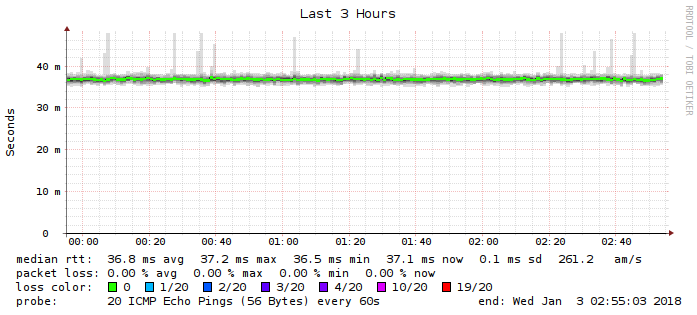 Last 3 Hours
RRDTOOL / TOBI OETIKER
Seconds
40 m
30 m
20 m
10 m
0
00:00 00:20 00:40 01:00 01:20 01:40 02:00 02:20 02:40
median rtt: 36.8 ms avg 37.2 ms max 36.5 ms min 37.1 ms now 0.1 ms sd 261.2 am/s
packet loss: 0.00 % avg 0.00 % max 0.00 % min 0.00 % now
loss color: 0 1/20 2/20 3/20 4/20 10/20 19/20
probe: 20 ICMP Echo Pings (56 Bytes) every 60s end: Wed Jan 3 02:55:03 2018